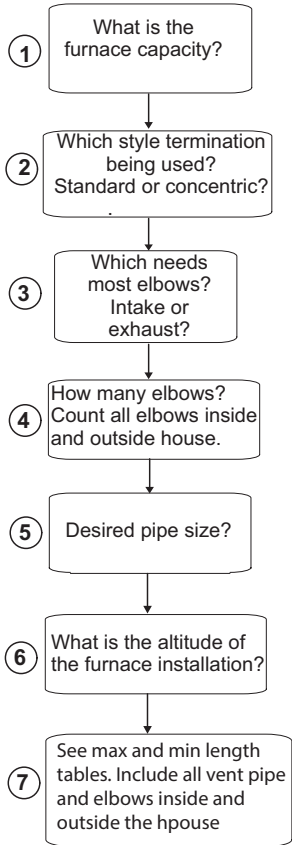 1
What is the
furnace capacity?
2
Which style termination
being used?
Standard or concentric?
.
3
Which needs
most elbows?
Intake or
exhaust?
4
How many elbows?
Count all elbows inside
and outside house.
5
Desired pipe size?
6
What is the altitude of
the furnace installation?
7
See max and min length
tables. Include all vent pipe
and elbows inside and
outside the hpouse